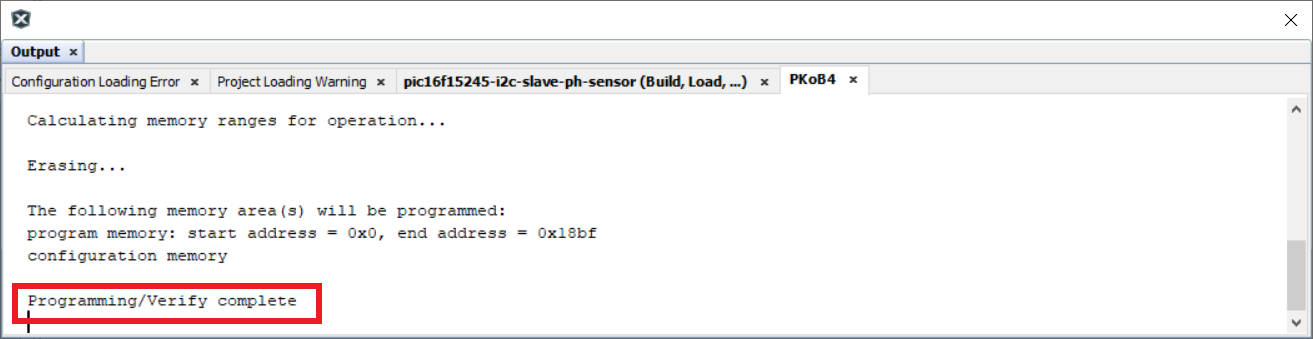 Output
Configuration Loading Error
Project Loading Warning
pic16f15245-i2c-slave-ph-sensor (Build, Load, ...)
PKoB4
Calculating memory ranges for operation...
Erasing...
The following memory area(s) will be programmed:
program memory: start address = 0x0, end address = 0x18bf
configuration memory
Programming/Verify complete